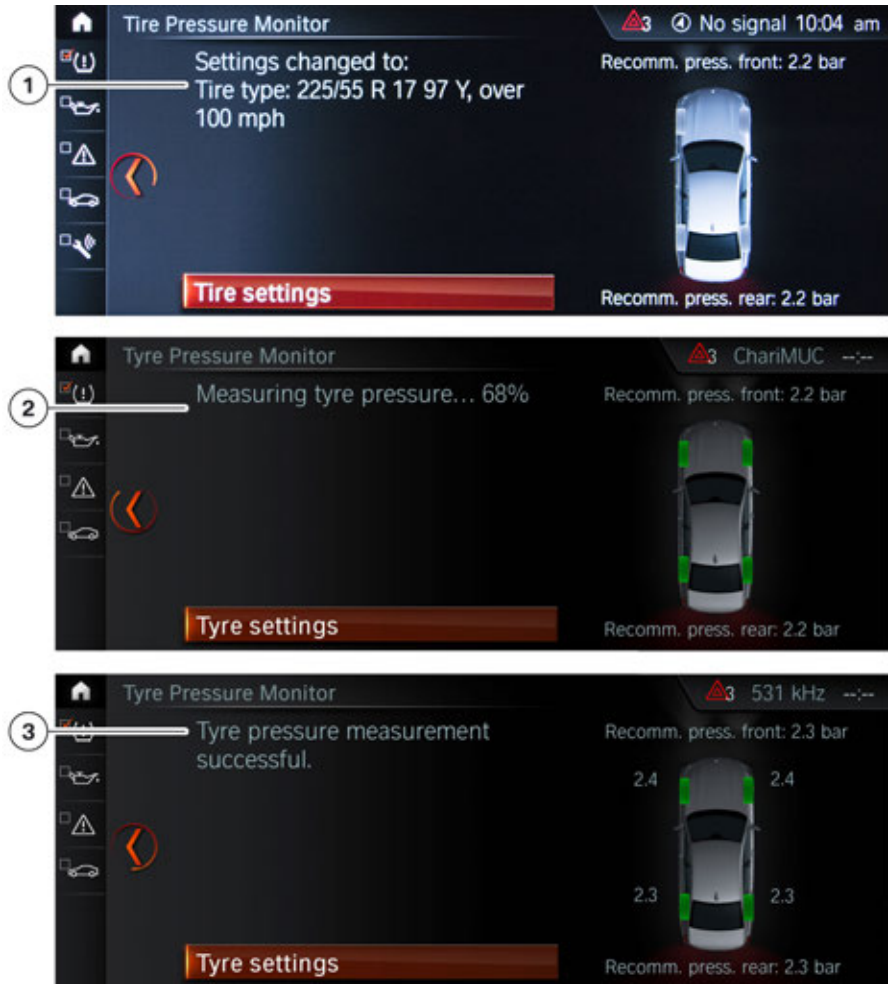 Tire Pressure Monitor
3 No signal 10:04 am
1
Settings changed to:
Tire type: 225/55 R 17 97 Y, over
100 mph
Recomm. press. front: 2.2 bar
Tire settings
Recomm. press. rear: 2.2 bar
Tyre Pressure Monitor
3 ChariMUC --:--
2
Measuring tyre pressure... 68%
Recomm. press. front: 2.2 bar
Tyre settings
Recomm. press. rear: 2.2 bar
Tyre Pressure Monitor
3 531 kHz --:--
3
Tyre pressure measurement
successful.
Recomm. press. front: 2.3 bar
2.4 2.4
2.3 2.3
Tyre settings
Recomm. press. rear: 2.3 bar